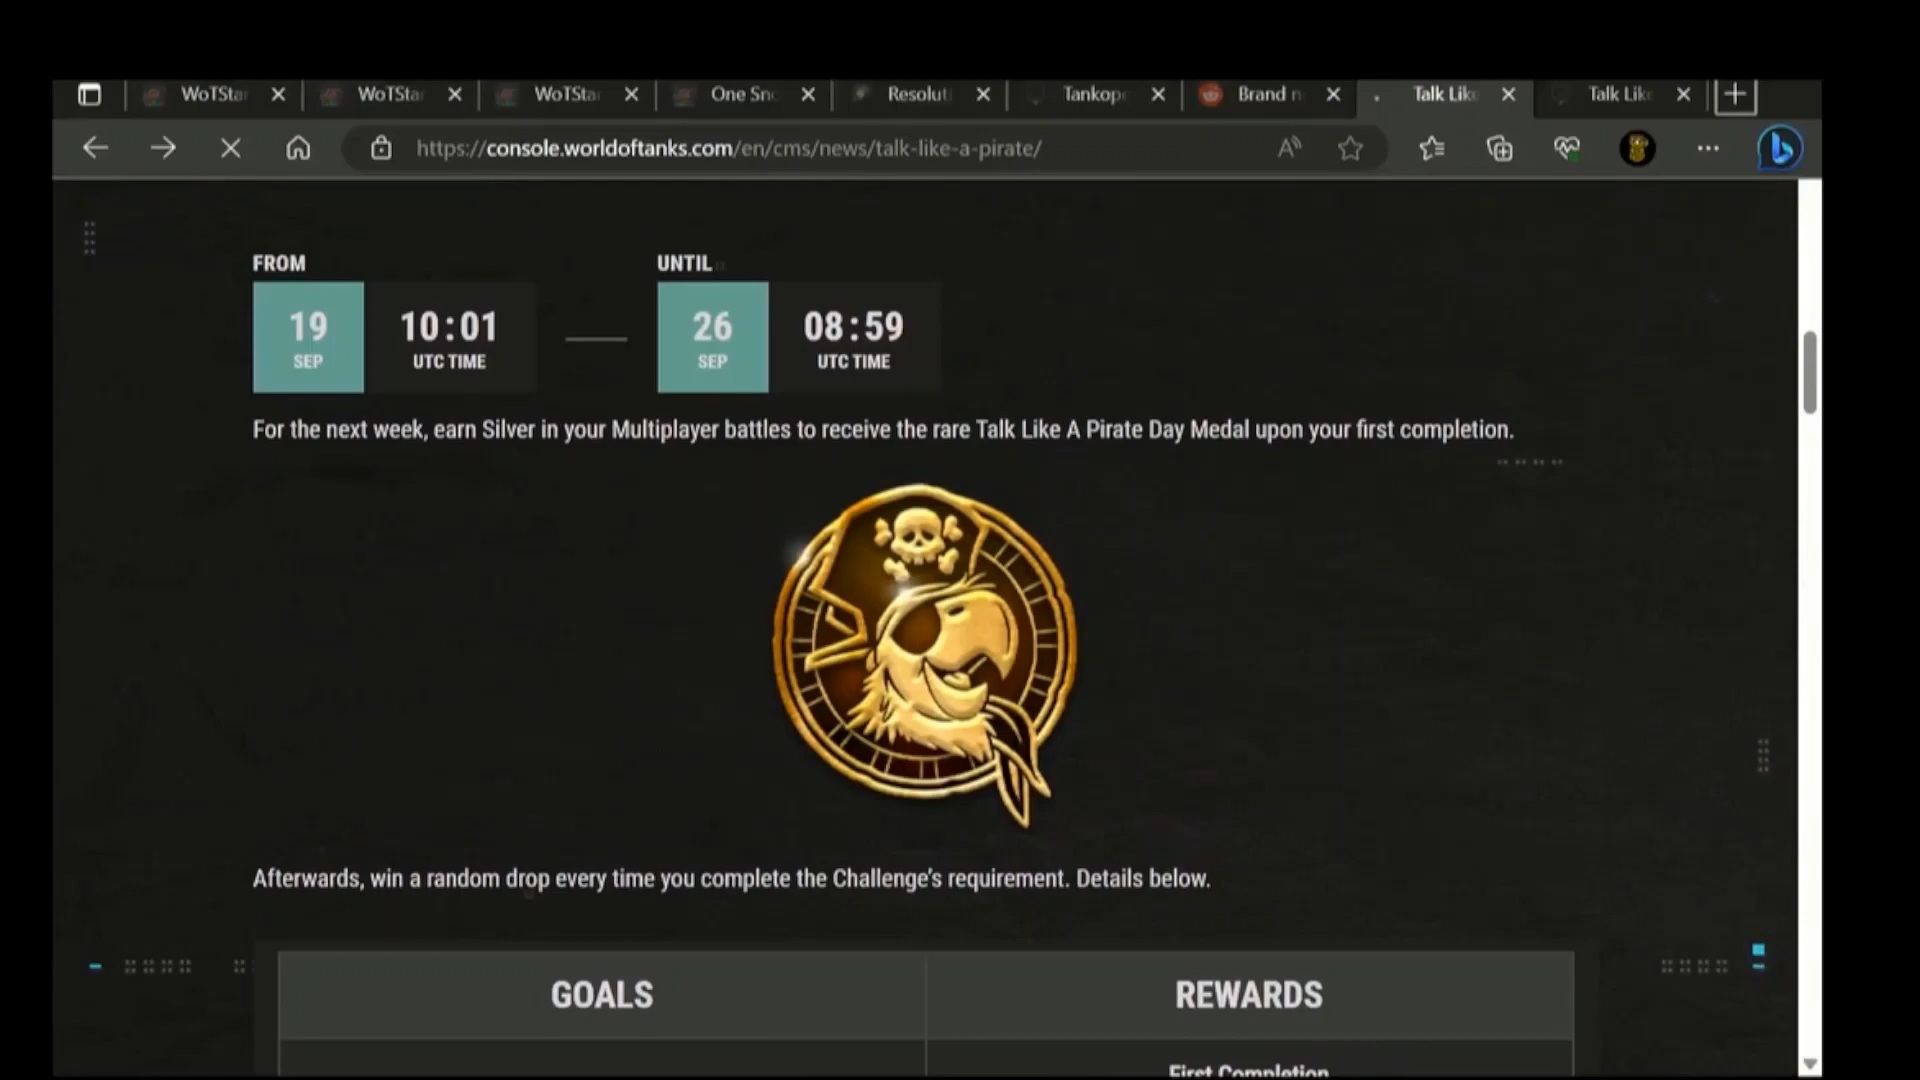 WoTSta
WoTSta
WoTSta
One Sno
Resolut
Tankop
Brand n
Talk Lik
Talk Lik
https://console.worldoftanks.com/en/cms/news/talk-like-a-pirate/
FROM
UNTIL
19
SEP
10:01
UTC TIME
26
SEP
08:59
UTC TIME
For the next week, earn Silver in your Multiplayer battles to receive the rare Talk Like A Pirate Day Medal upon your first completion.
Afterwards, win a random drop every time you complete the Challenge's requirement. Details below.
GOALS
REWARDS
First Completion